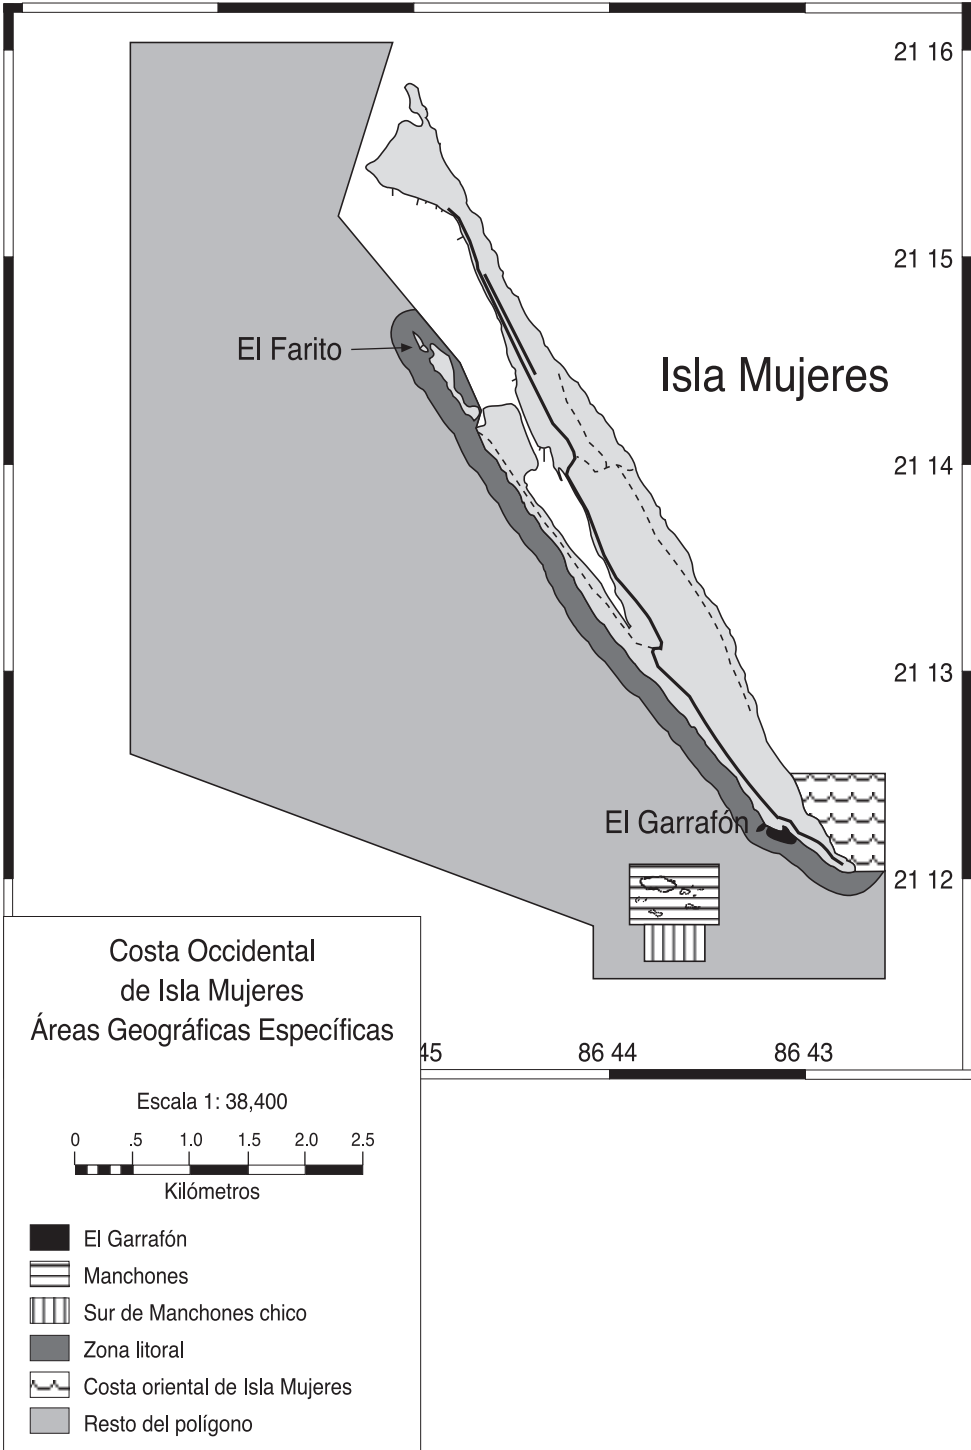 21 16
21 15
El Farito
Isla Mujeres
21 14
21 13
El Garrafón
21 12
Costa Occidental
de Isla Mujeres
Áreas Geográficas Específicas
45
86 44
86 43
Escala 1: 38,400
0 .5 1.0 1.5 2.0 2.5
Kilómetros
El Garrafón
Manchones
Sur de Manchones chico
Zona litoral
Costa oriental de Isla Mujeres
Resto del polígono